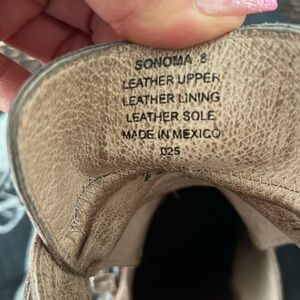 SONOMA 8
LEATHER UPPER
LEATHER LINING
LEATHER SOLE
MADE IN MEXICO
025